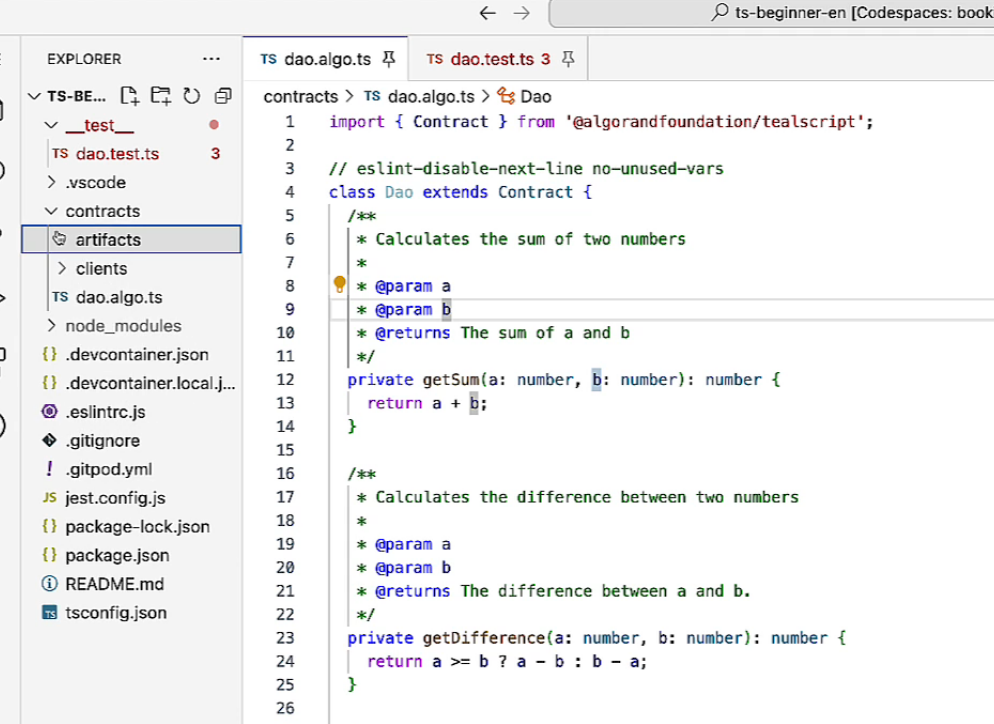 ts-beginner-en [Codespaces: book
EXPLORER ...
TS dao.algo.ts
TS dao.test.ts 3
TS-BE...
contracts > TS dao.algo.ts > Dao
__test__
TS dao.test.ts 3
.vscode
contracts
artifacts
clients
TS dao.algo.ts
node_modules
{} .devcontainer.json
{} .devcontainer.local.j...
.eslintrc.js
.gitignore
! .gitpod.yml
JS jest.config.js
{} package-lock.json
{} package.json
README.md
TS tsconfig.json
1 import { Contract } from '@algorandfoundation/tealscript';
2
3 // eslint-disable-next-line no-unused-vars
4 class Dao extends Contract {
5 /**
6 * Calculates the sum of two numbers
7 *
8 * @param a
9 * @param b
10 * @returns The sum of a and b
11 */
12 private getSum(a: number, b: number): number {
13 return a + b;
14 }
15
16 /**
17 * Calculates the difference between two numbers
18 *
19 * @param a
20 * @param b
21 * @returns The difference between a and b.
22 */
23 private getDifference(a: number, b: number): number {
24 return a >= b ? a - b : b - a;
25 }
26